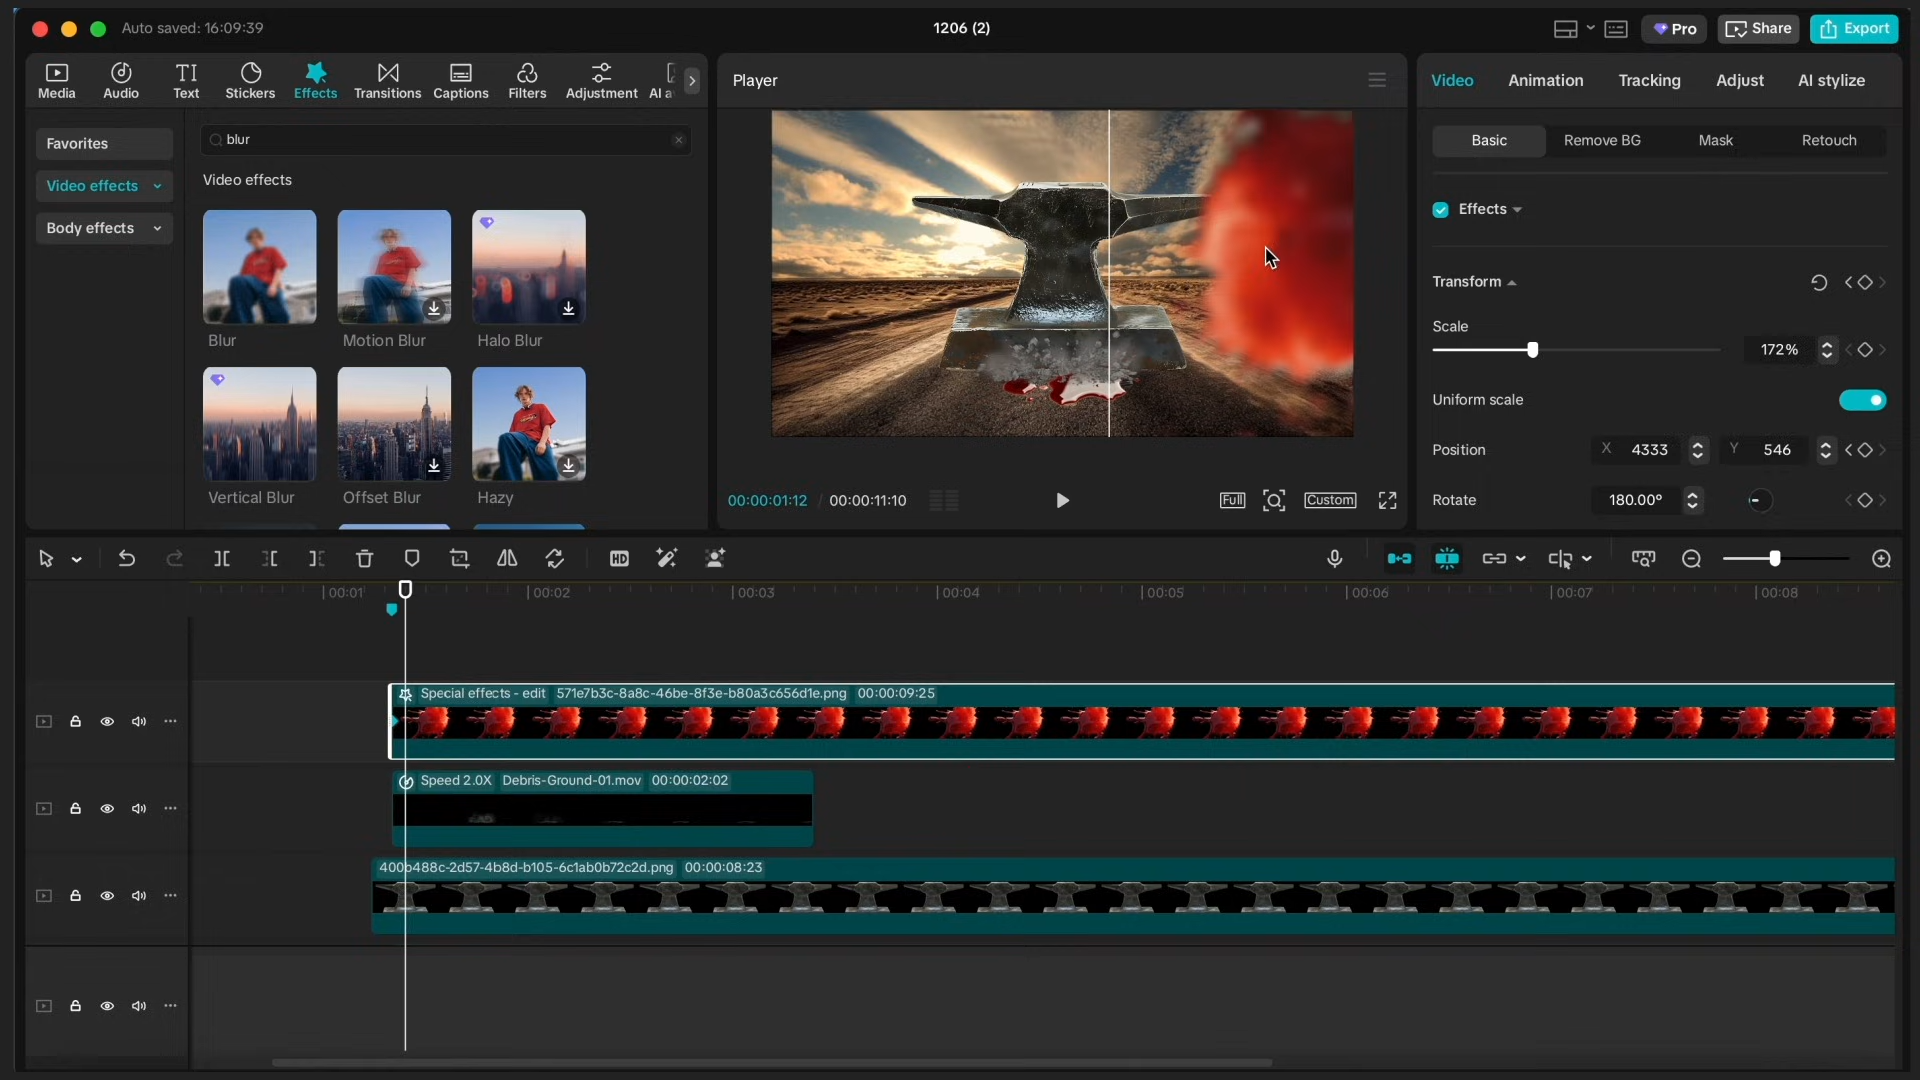 Auto saved: 16:09:39
1206 (2)
Pro
Share
Export
Media
Audio
Text
Stickers
Effects
Transitions
Captions
Filters
Adjustment
AI a
Player
Video
Animation
Tracking
Adjust
AI stylize
Favorites
Video effects
Body effects
blur
Video effects
Blur
Motion Blur
Halo Blur
Vertical Blur
Offset Blur
Hazy
00:00:01:12 / 00:00:11:10
Full
Custom
Basic
Remove BG
Mask
Retouch
Effects
Transform
Scale
172%
Uniform scale
Position
X 4333
Y 546
Rotate
180.00°
HD
00:01
00:02
00:03
00:04
00:05
00:06
00:07
00:08
Special effects - edit 571e7b3c-8a8c-46be-8f3e-b80a3c656d1e.png 00:00:09:25
Speed 2.0X Debris-Ground-01.mov 00:00:02:02
400b488c-2d57-4b8d-b105-6c1ab0b72c2d.png 00:00:08:23